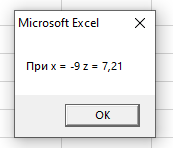 Microsoft Excel
При x = -9 z = 7,21
OK